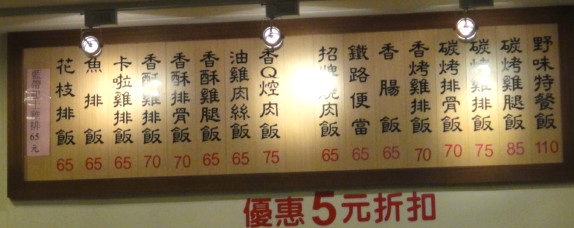 野味特餐飯 110
碳烤雞腿飯 85
碳烤雞排飯 75
碳烤排骨飯 70
香烤雞排飯 70
香腸飯 65
鐵路便當 65
招牌燒肉飯 65
香Q焢肉飯 75
油雞肉絲飯 65
香酥雞腿飯 65
香酥排骨飯 70
香酥雞排飯 70
卡啦雞排飯 65
魚排飯 65
花枝排飯 65
65元
優惠5元折扣